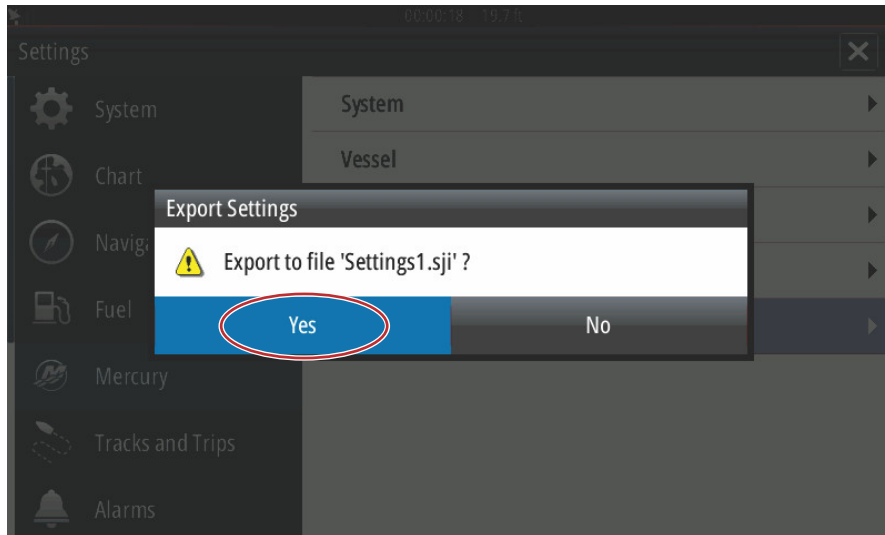 00:00:18 19.7 ft
Settings
System
System
Chart
Vessel
Export Settings
Export to file 'Settings1.sji' ?
Yes
No
Fuel
Mercury
Tracks and Trips
Alarms